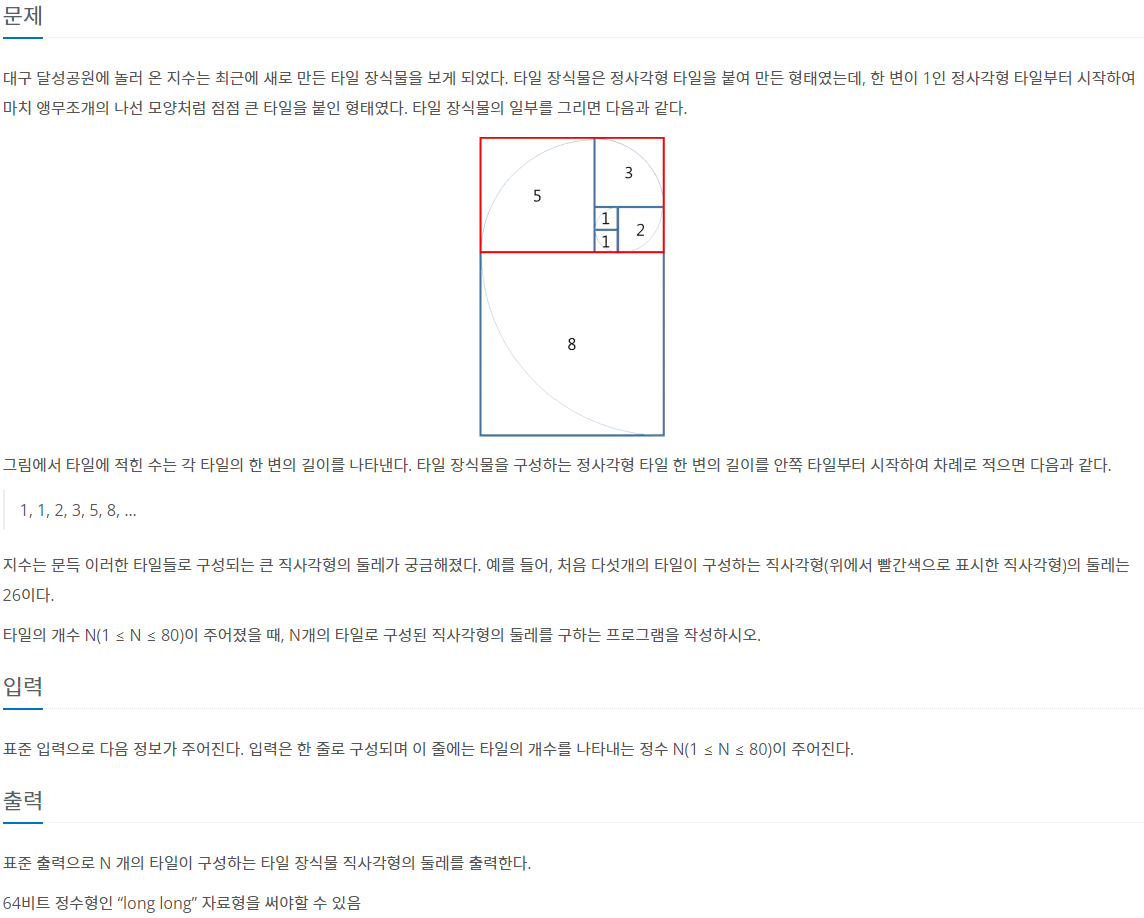 문제
대구 달성공원에 놀러 온 지수는 최근에 새로 만든 타일 장식물을 보게 되었다. 타일 장식물은 정사각형 타일을 붙여 만든 형태였는데, 한 변이 1인 정사각형 타일부터 시작하여
마치 앵무조개의 나선 모양처럼 점점 큰 타일을 붙인 형태였다. 타일 장식물의 일부를 그리면 다음과 같다.
3
5
1
2
1
8
그림에서 타일에 적힌 수는 각 타일의 한 변의 길이를 나타낸다. 타일 장식물을 구성하는 정사각형 타일 한 변의 길이를 안쪽 타일부터 시작하여 차례로 적으면 다음과 같다.
1, 1, 2, 3, 5, 8, ...
지수는 문득 이러한 타일들로 구성되는 큰 직사각형의 둘레가 궁금해졌다. 예를 들어, 처음 다섯개의 타일이 구성하는 직사각형(위에서 빨간색으로 표시한 직사각형)의 둘레는
26이다.
타일의 개수 N(1 ≤ N ≤ 80)이 주어졌을 때, N개의 타일로 구성된 직사각형의 둘레를 구하는 프로그램을 작성하시오.
입력
표준 입력으로 다음 정보가 주어진다. 입력은 한 줄로 구성되며 이 줄에는 타일의 개수를 나타내는 정수 N(1 ≤ N ≤ 80)이 주어진다.
출력
표준 출력으로 N 개의 타일이 구성하는 타일 장식물 직사각형의 둘레를 출력한다.
64비트 정수형인 “long long” 자료형을 써야할 수 있음